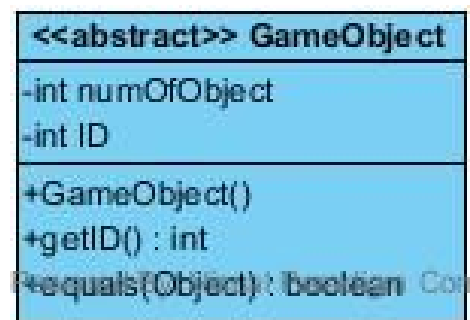 <<abstract>> GameObject
-int numOfObject
-int ID
+GameObject()
+getID() : int
+equals(Object) : boolean